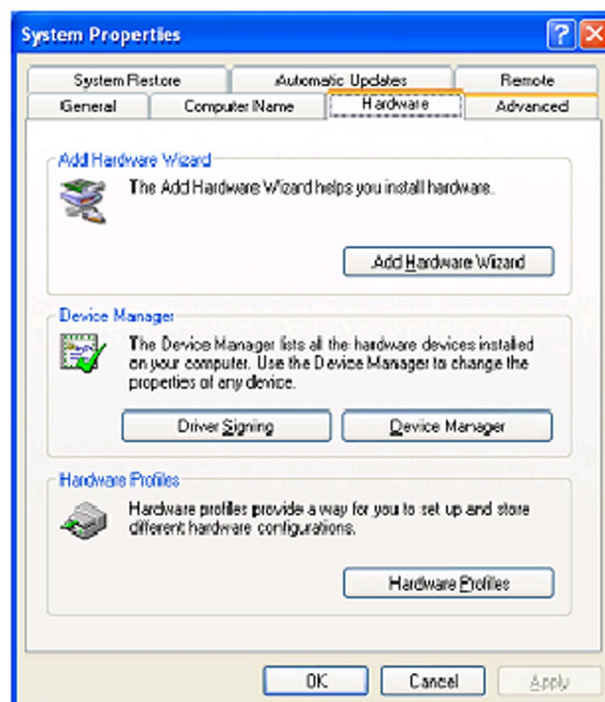 System Properties
System Restore Automatic Updates Remote
General Computer Name Hardware Advanced
Add Hardware Wizard
The Add Hardware Wizard helps you install hardware.
Add Hardware Wizard
Device Manager
The Device Manager lists all the hardware devices installed
on your computer. Use the Device Manager to change the
properties of any device.
Driver Signing Device Manager
Hardware Profiles
Hardware profiles provide a way for you to set up and store
different hardware configurations.
Hardware Profiles
OK Cancel Apply